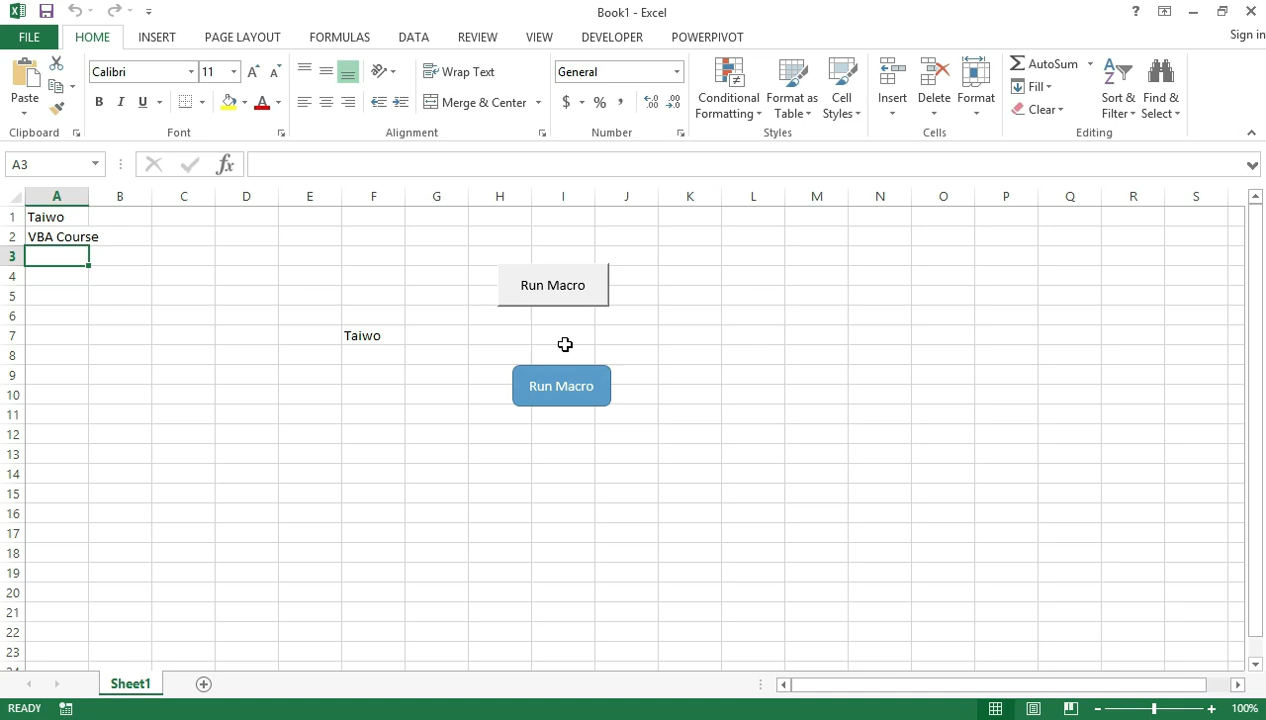 Book1 - Excel
?
FILE HOME INSERT PAGE LAYOUT FORMULAS DATA REVIEW VIEW DEVELOPER POWERPIVOT Sign in
Paste
Clipboard
Calibri 11
B I U A
Font
Wrap Text
Merge & Center
Alignment
General
$ % ,
Number
Conditional Formatting
Format as Table
Cell Styles
Styles
Insert Delete Format
Cells
AutoSum
Fill
Clear
Sort & Filter
Find & Select
Editing
A3 fx
A B C D E F G H I J K L M N O P Q R S
1 Taiwo
2 VBA Course
3
4
Run Macro
5
6
7 Taiwo
8
9
Run Macro
10
11
12
13
14
15
16
17
18
19
20
21
22
23
Sheet1
READY 100%